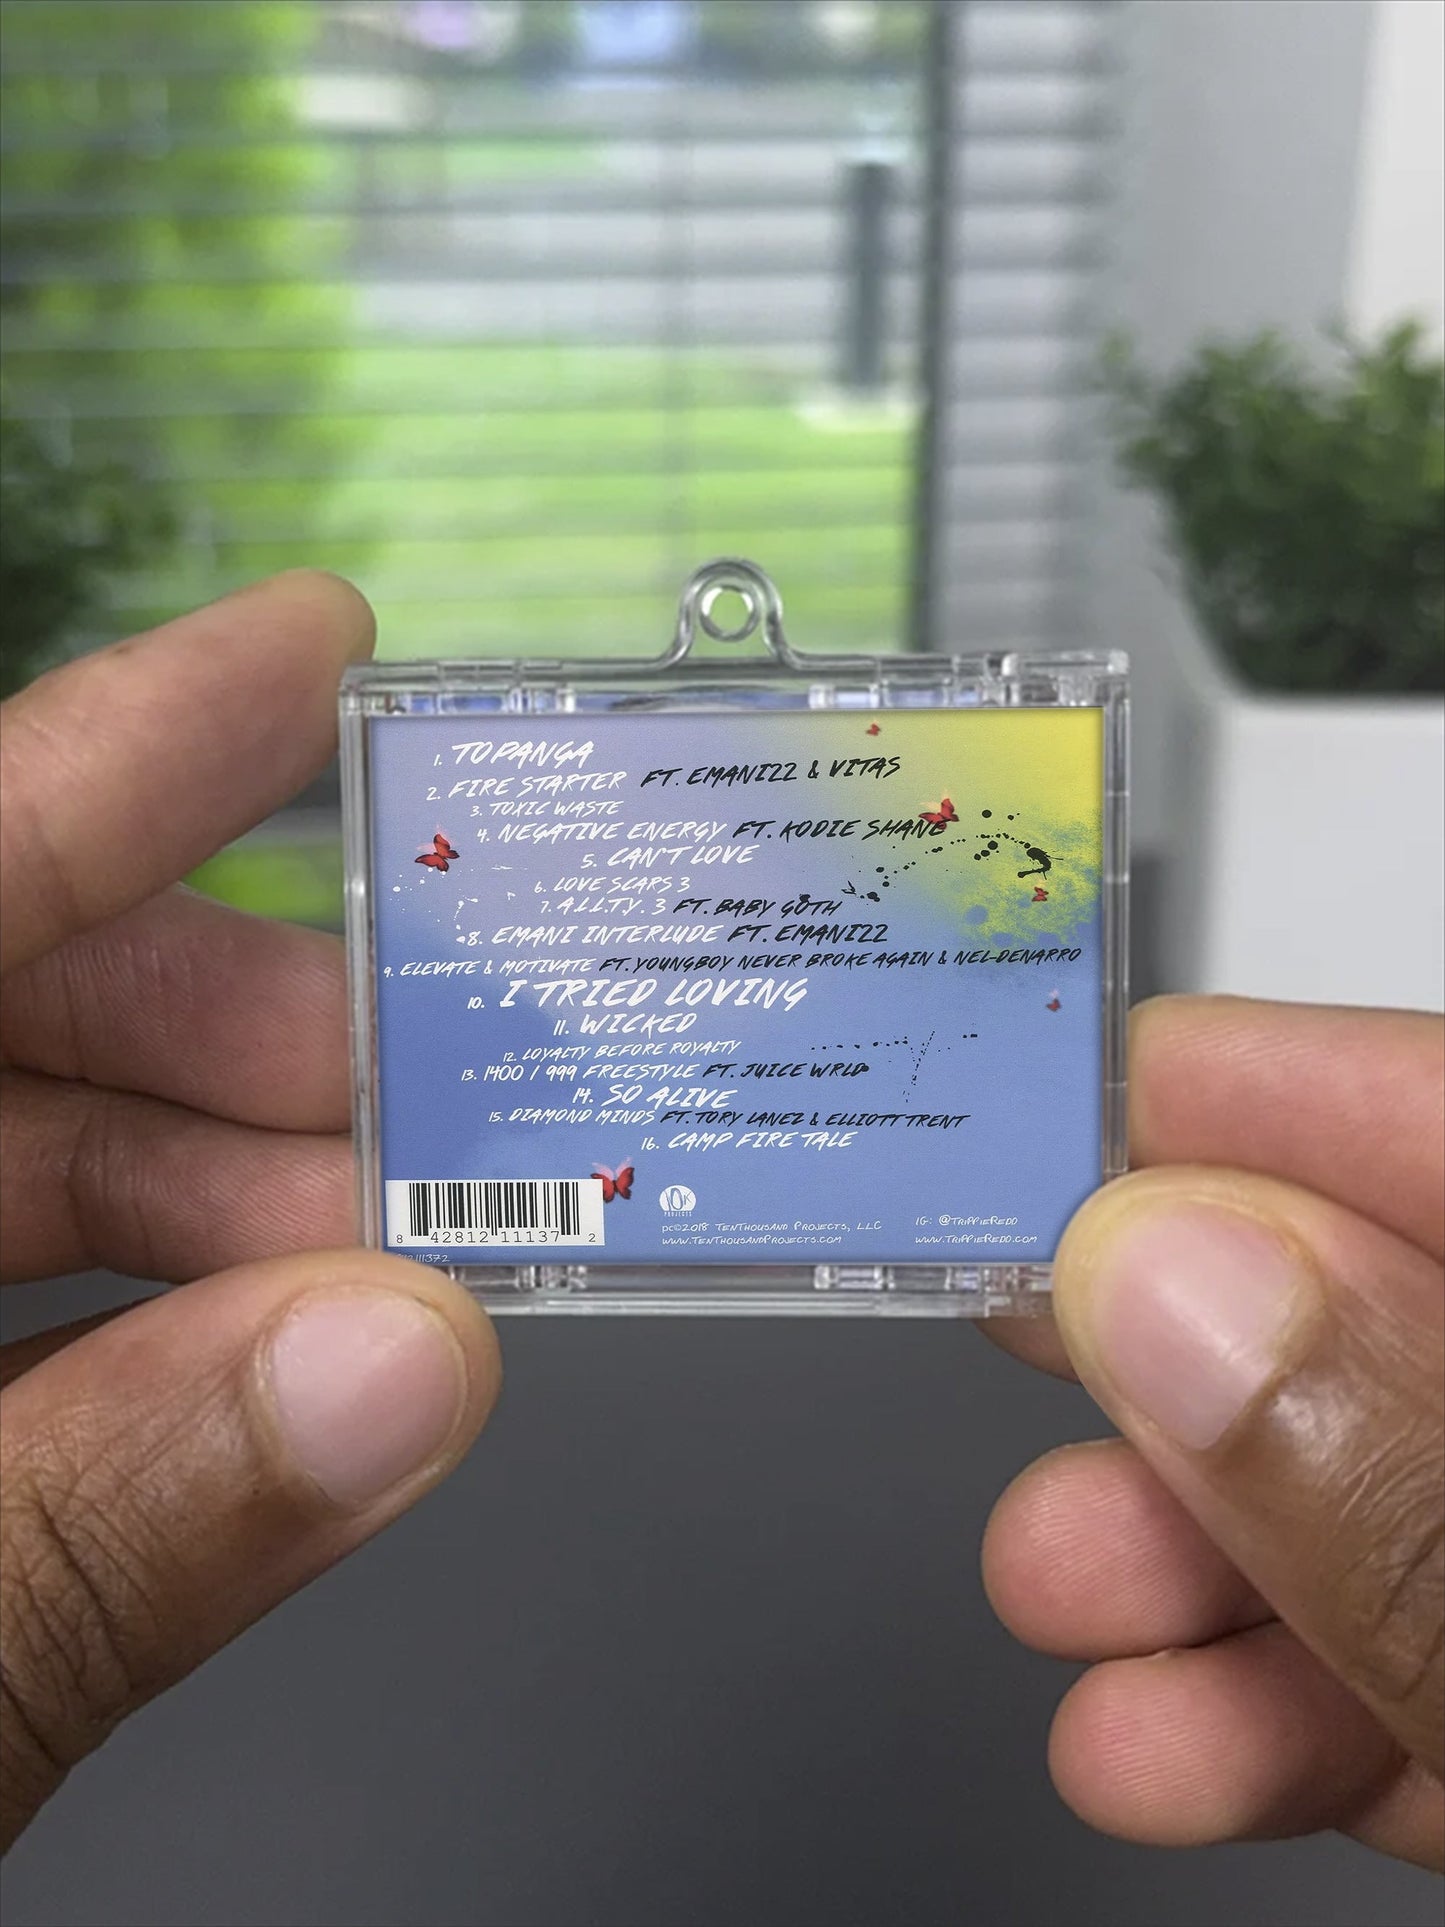 1. TOPANGA
2. FIRE STARTER FT. EMANI22 & VITAS
3. TOXIC WASTE
4. NEGATIVE ENERGY FT. KODIE SHANE
5. CAN'T LOVE
6. LOVE SCARS 3
7. A.L.L.T.Y. 3 FT. BABY GOTH
8. EMANI INTERLUDE FT. EMANI22
9. ELEVATE & MOTIVATE FT. YOUNGBOY NEVER BROKE AGAIN & NEL-DENARRO
10. I TRIED LOVING
11. WICKED
12. LOYALTY BEFORE ROYALTY
13. 1400 / 999 FREESTYLE FT. JUICE WRLD
14. SO ALIVE
15. DIAMOND MINDS FT. TORY LANEZ & ELLIOTT TRENT
16. CAMP FIRE TALE
10K
PROJECTS
8 42812 11137 2
PC©2018 TENTHOUSAND PROJECTS, LLC
WWW.TENTHOUSANDPROJECTS.COM
IG: @TRIPPIEREDD
WWW.TRIPPIEREDD.COM